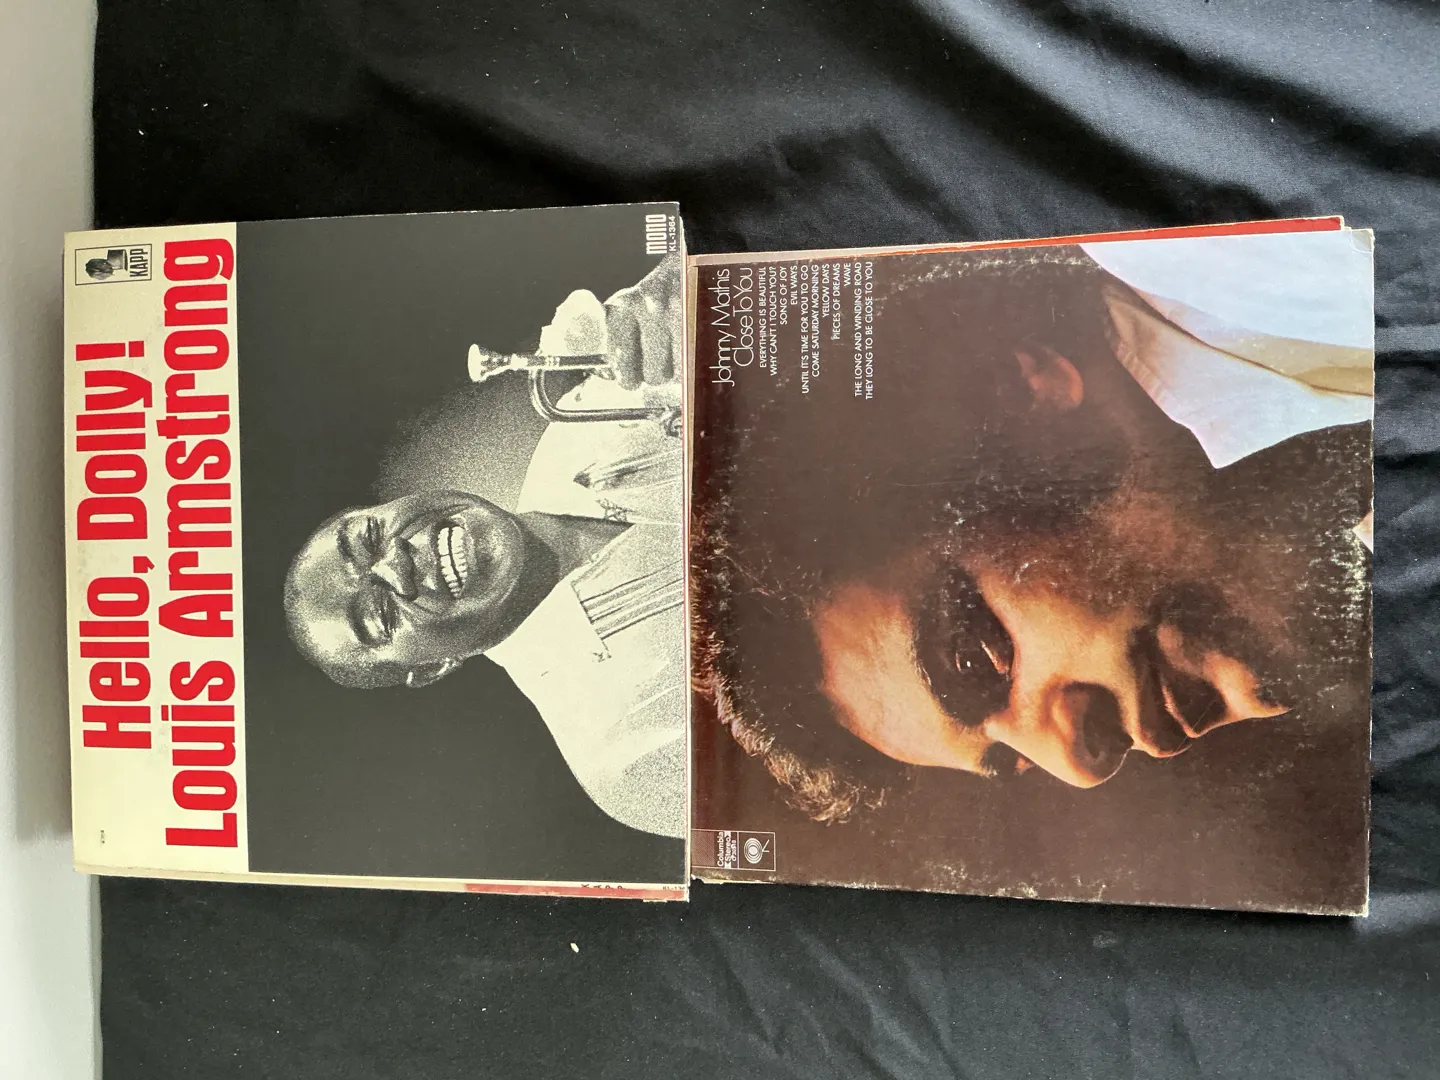 KAPP
Hello, Dolly!
Louis Armstrong
MONO
KL-1364
Johnny Mathis
Close To You
EVERYTHING IS BEAUTIFUL
WHY CAN'T I TOUCH YOU?
SONG OF JOY
EVIL WAYS
UNTIL IT'S TIME FOR YOU TO GO
COME SATURDAY MORNING
YELLOW DAYS
PIECES OF DREAMS
WAVE
THE LONG AND WINDING ROAD
THEY LONG TO BE CLOSE TO YOU
Columbia
Stereo